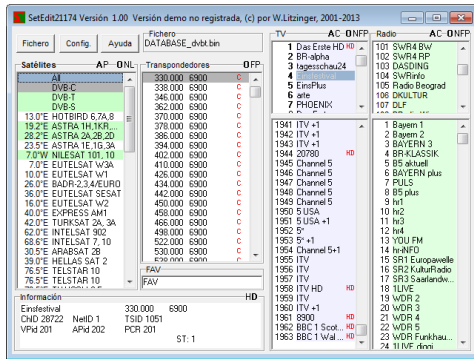 SetEdit21174 Versión 1.00 Versión demo no registrada, (c) por W.Litzinger, 2001-2013
Fichero
Config.
Ayuda
Fichero
DATABASE_dvbt.bin
Satélites AP-ONL
All
DVB-C
DVB-T
DVB-S
13.0°E HOTBIRD 6,7A,8
19.2°E ASTRA 1H,1KR,...
28.2°E ASTRA 2A,2B,2D
23.5°E ASTRA 1E,1G,3A
7.0°W NILESAT 101, 10
7.0°E EUTELSAT W3A
10.0°E EUTELSAT W1
26.0°E BADR-2,3,4/EURO
36.0°E EUTELSAT SESAT
16.0°E EUTELSAT W2
40.0°E EXPRESS AM1
42.0°E TURKSAT 2A, 3A
62.0°E INTELSAT 902
68.6°E INTELSAT 7, 10
30.5°E ARABSAT 2B
39.0°E HELLAS SAT 2
76.5°E TELSTAR 10
76.5°E TELSTAR 10
Transpondedores OFP
330.000 6900 C
338.000 6900 C
346.000 6900 C
362.000 6900 C
370.000 6900 C
378.000 6900 C
386.000 6900 C
394.000 6900 C
402.000 6900 C
410.000 6900 C
426.000 6900 C
434.000 6900 C
442.000 6900 C
450.000 6900 C
458.000 6900 C
466.000 6900 C
498.000 6900 C
522.000 6900 C
530.000 6900 C
FAV
FAV
TV AC-ONFP
1 Das Erste HD HD
2 BR-alpha
3 tagesschau24
4 Einsfestival
5 EinsPlus
6 arte
7 PHOENIX
1941 ITV +1
1942 ITV +1
1943 ITV +1
1944 20780 HD
1945 Channel 5
1946 Channel 5
1947 Channel 5
1948 Channel 5
1949 Channel 5
1950 5 USA
1951 5 USA +1
1952 5*
1953 5* +1
1954 Channel 5+1
1955 ITV
1956 ITV
1957 ITV
1958 ITV HD HD
1959 ITV
1960 ITV +1
1961 8900 HD
1962 BBC 1 Scot... HD
1963 BBC 1 Wal ... HD
Radio AC-ONFP
101 SWR4 BW
102 SWR4 RP
103 DASDING
104 SWRinfo
105 Radio Beograd
106 DKULTUR
107 DLF
1 Bayern 1
2 Bayern 2
3 BAYERN 3
4 BR-KLASSIK
5 B5 aktuell
6 BAYERN plus
7 PULS
8 B5 plus
9 hr1
10 hr2
11 hr3
12 hr4
13 YOU FM
14 hr-iNFO
15 SR1 Europawelle
16 SR2 KulturRadio
17 SR3 Saarlandw...
18 1LIVE
19 WDR 2
20 WDR 3
21 WDR 4
22 WDR 5
23 WDR Funkhau...
24 1LIVE diggi
Información HD
Einsfestival 330.000 6900
ChID 28722 NetID 1 TSID 1051
VPid 201 APid 202 PCR 201
ST: 1